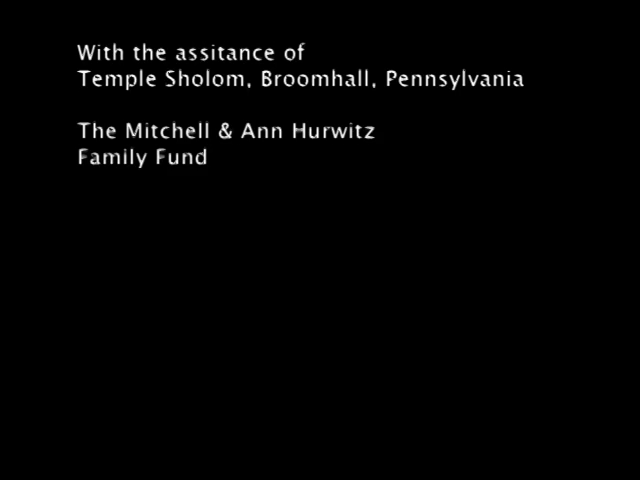 With the assitance of
Temple Sholom, Broomhall, Pennsylvania
The Mitchell & Ann Hurwitz
Family Fund